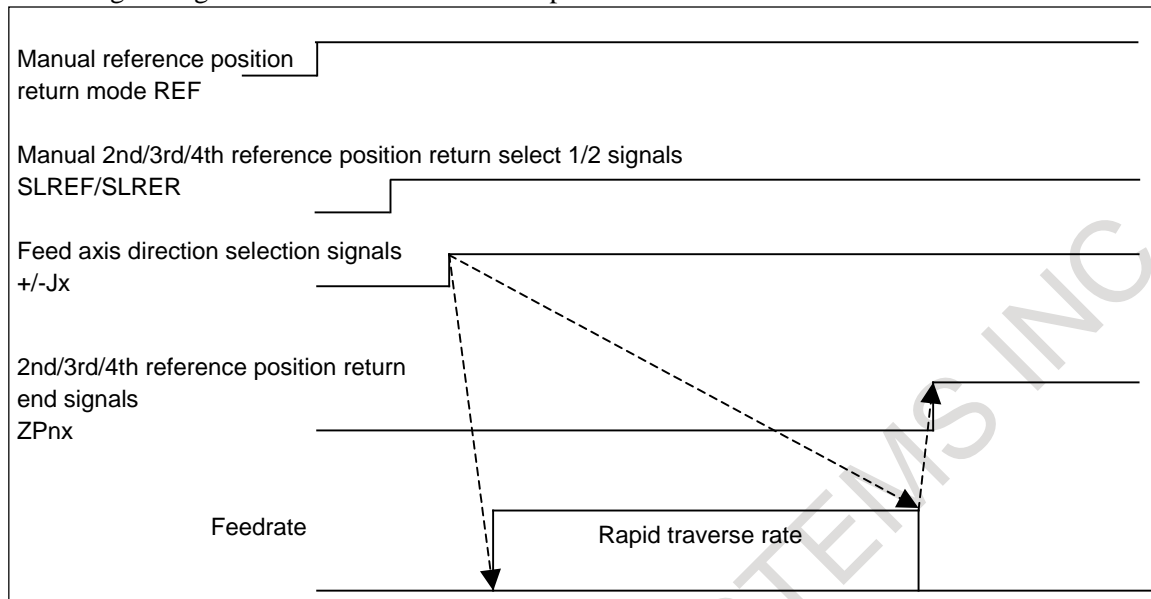 Manual reference position
return mode REF
Manual 2nd/3rd/4th reference position return select 1/2 signals
SLREF/SLRER
Feed axis direction selection signals
+/-Jx
2nd/3rd/4th reference position return
end signals
ZPnx
Feedrate
Rapid traverse rate
STEMS INC